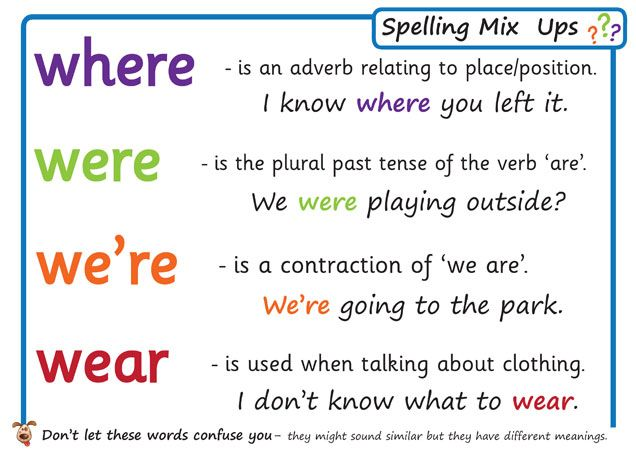 Spelling Mix Ups ???
where
- is an adverb relating to place/position.
I know where you left it.
were
- is the plural past tense of the verb ‘are’.
We were playing outside?
we’re
- is a contraction of ‘we are’.
We’re going to the park.
wear
- is used when talking about clothing.
I don’t know what to wear.
Don’t let these words confuse you – they might sound similar but they have different meanings.